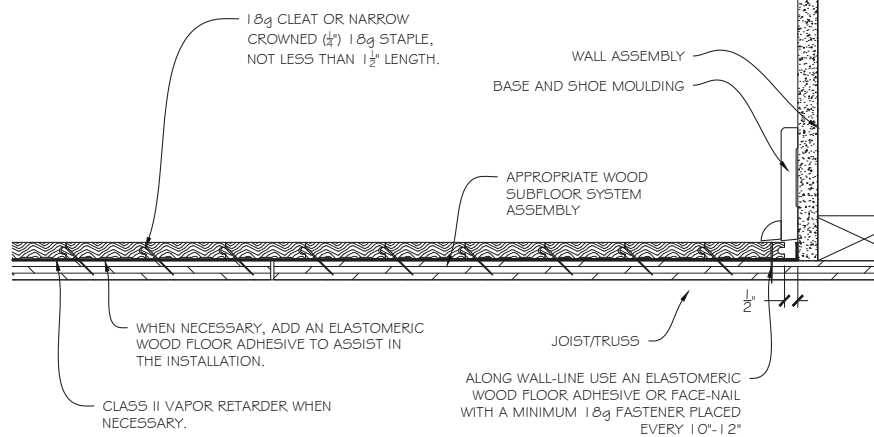 18g CLEAT OR NARROW
CROWNED (1/4") 18g STAPLE,
NOT LESS THAN 1 1/2" LENGTH.
WALL ASSEMBLY
BASE AND SHOE MOULDING
APPROPRIATE WOOD
SUBFLOOR SYSTEM
ASSEMBLY
1/2"
WHEN NECESSARY, ADD AN ELASTOMERIC
WOOD FLOOR ADHESIVE TO ASSIST IN
THE INSTALLATION.
JOIST/TRUSS
CLASS II VAPOR RETARDER WHEN
NECESSARY.
ALONG WALL-LINE USE AN ELASTOMERIC
WOOD FLOOR ADHESIVE OR FACE-NAIL
WITH A MINIMUM 18g FASTENER PLACED
EVERY 10"-12"